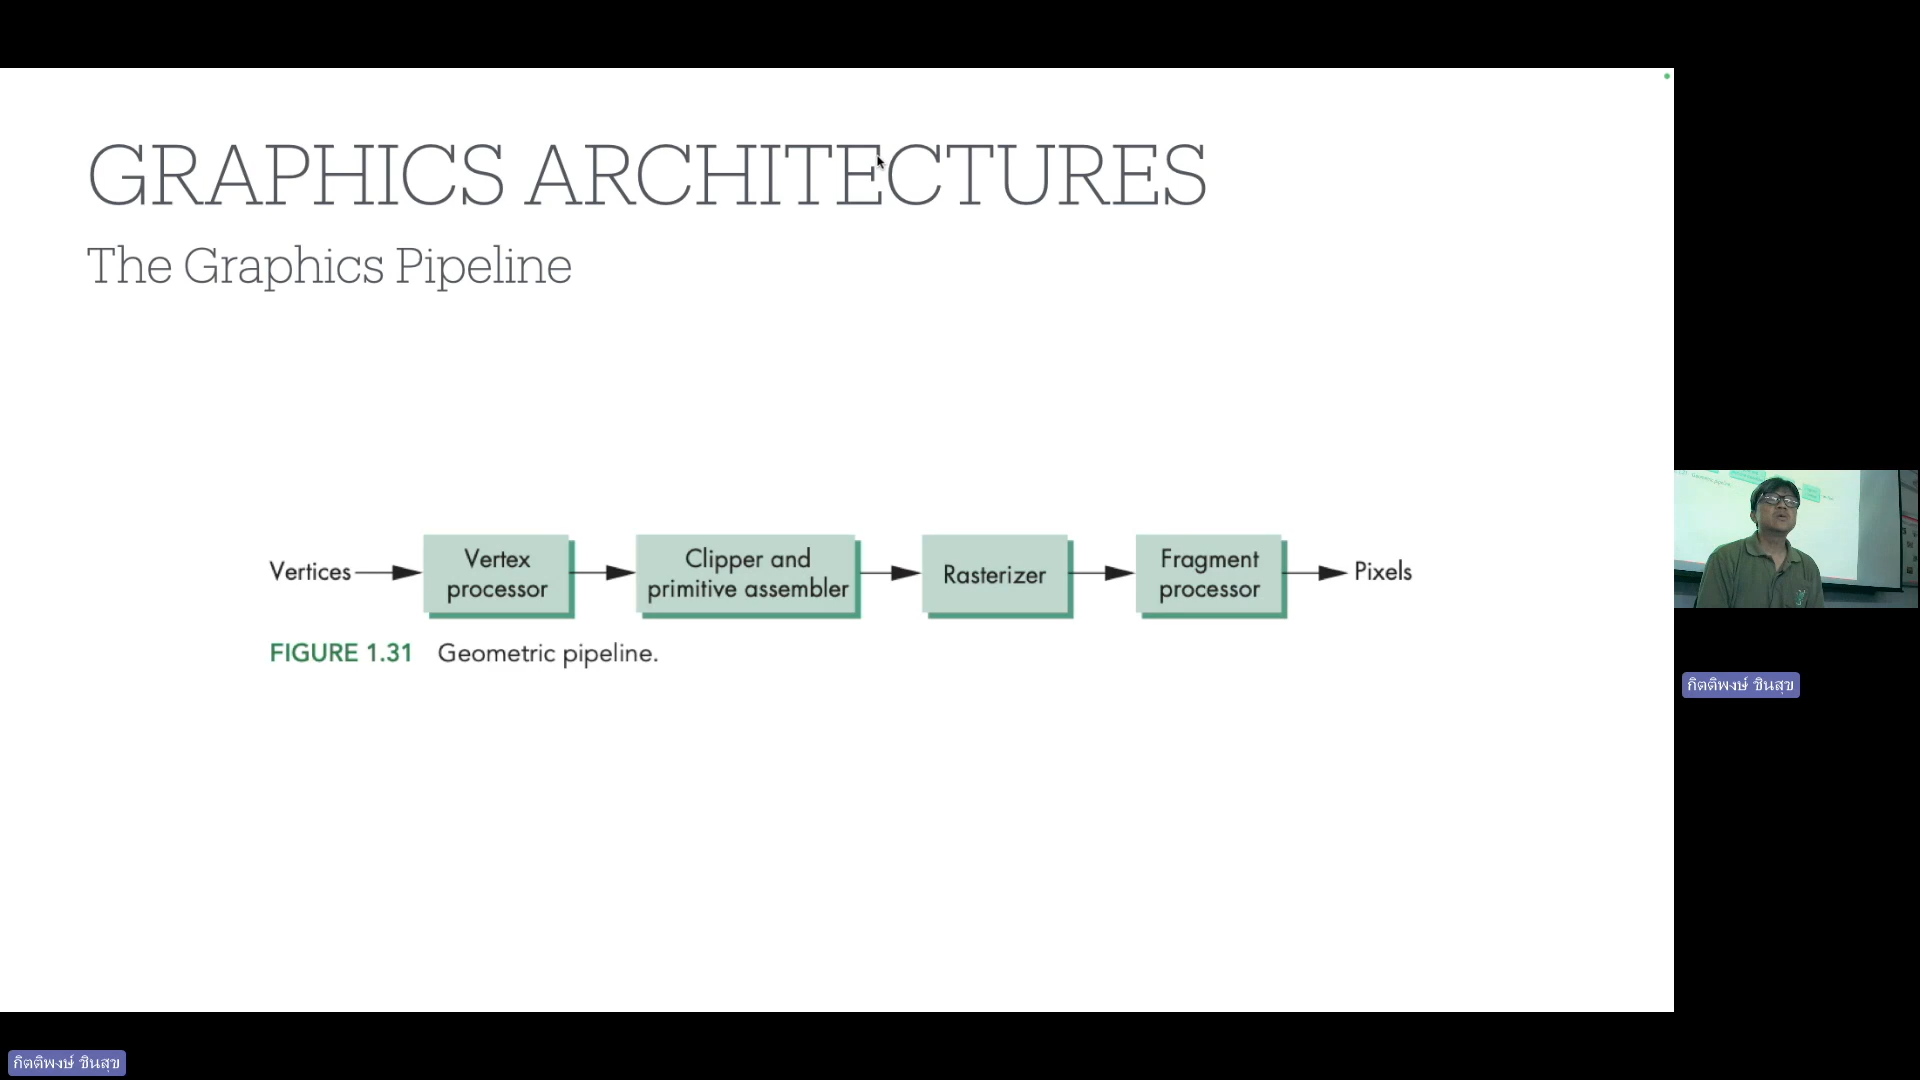 GRAPHICS ARCHITECTURES
The Graphics Pipeline
Vertices
Vertex
processor
Clipper and
primitive assembler
Rasterizer
Fragment
processor
Pixels
FIGURE 1.31 Geometric pipeline.
กิตติพงษ์ ชินสุข
กิตติพงษ์ ชินสุข